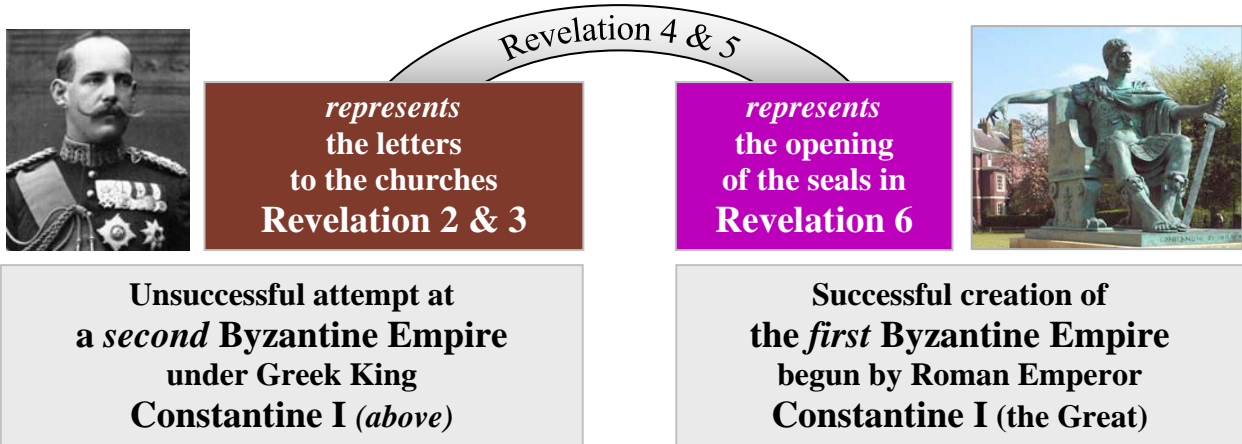 Revelation 4 & 5
represents
the letters
to the churches
Revelation 2 & 3
represents
the opening
of the seals in
Revelation 6
Unsuccessful attempt at
a second Byzantine Empire
under Greek King
Constantine I (above)
Successful creation of
the first Byzantine Empire
begun by Roman Emperor
Constantine I (the Great)